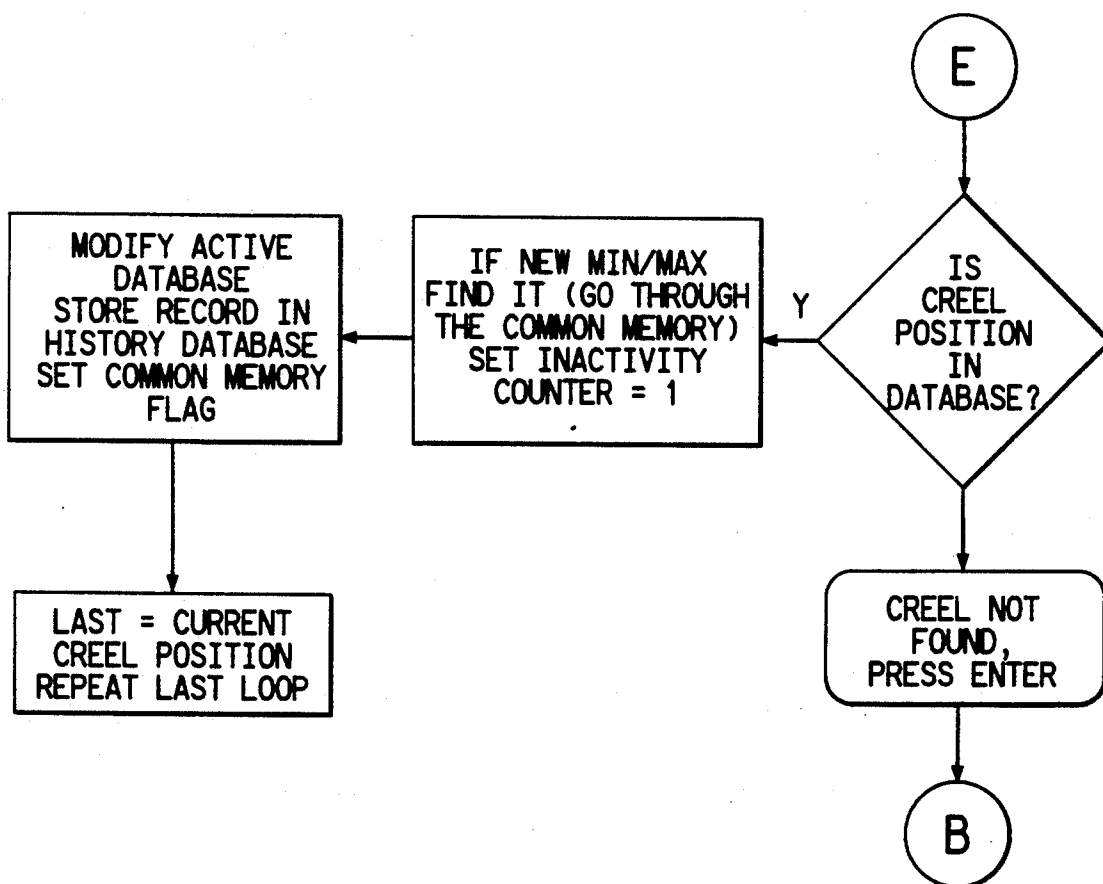 E
IS
CREEL
POSITION
IN
DATABASE?
Y
IF NEW MIN/MAX
FIND IT (GO THROUGH
THE COMMON MEMORY)
SET INACTIVITY
COUNTER = 1
MODIFY ACTIVE
DATABASE
STORE RECORD IN
HISTORY DATABASE
SET COMMON MEMORY
FLAG
LAST = CURRENT
CREEL POSITION
REPEAT LAST LOOP
CREEL NOT
FOUND,
PRESS ENTER
B